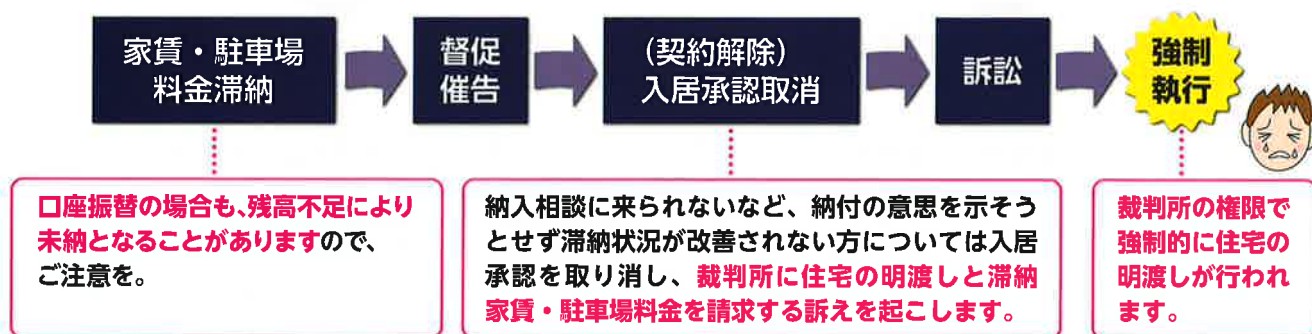 家賃・駐車場
料金滞納
督促
催告
(契約解除)
入居承認取消
訴訟
強制
執行
口座振替の場合も、残高不足により
未納となることがありますので、
ご注意を。
納入相談に来られないなど、納付の意思を示そう
とせず滞納状況が改善されない方については入居
承認を取り消し、裁判所に住宅の明渡しと滞納
家賃・駐車場料金を請求する訴えを起こします。
裁判所の権限で
強制的に住宅の
明渡しが行われ
ます。